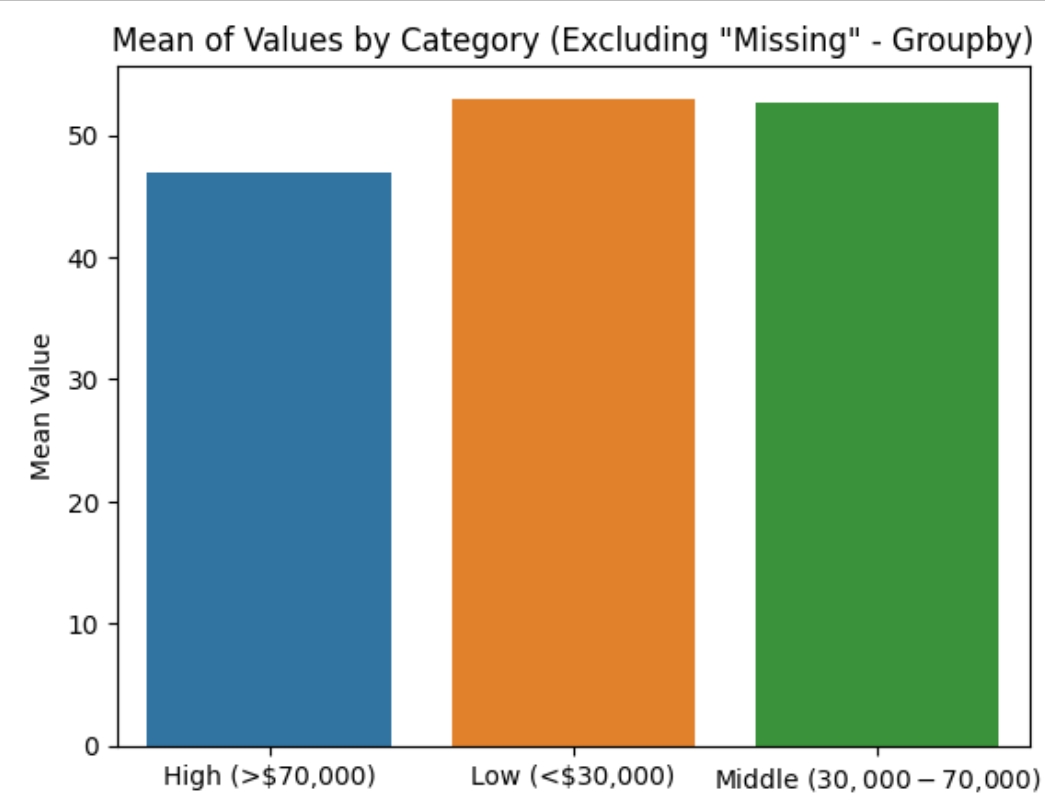 Mean of Values by Category (Excluding "Missing" - Groupby)
Mean Value
50
40
30
20
10
0
High (>$70,000)
Low (<$30,000)
Middle (30,000 − 70,000)